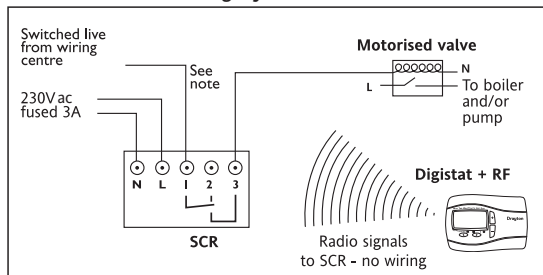 Switched live
from wiring
centre
See
note
230V ac
fused 3A
N L 1 2 3
SCR
Motorised valve
N
L
To boiler
and/or
pump
Digistat + RF
Drayton
Radio signals
to SCR - no wiring